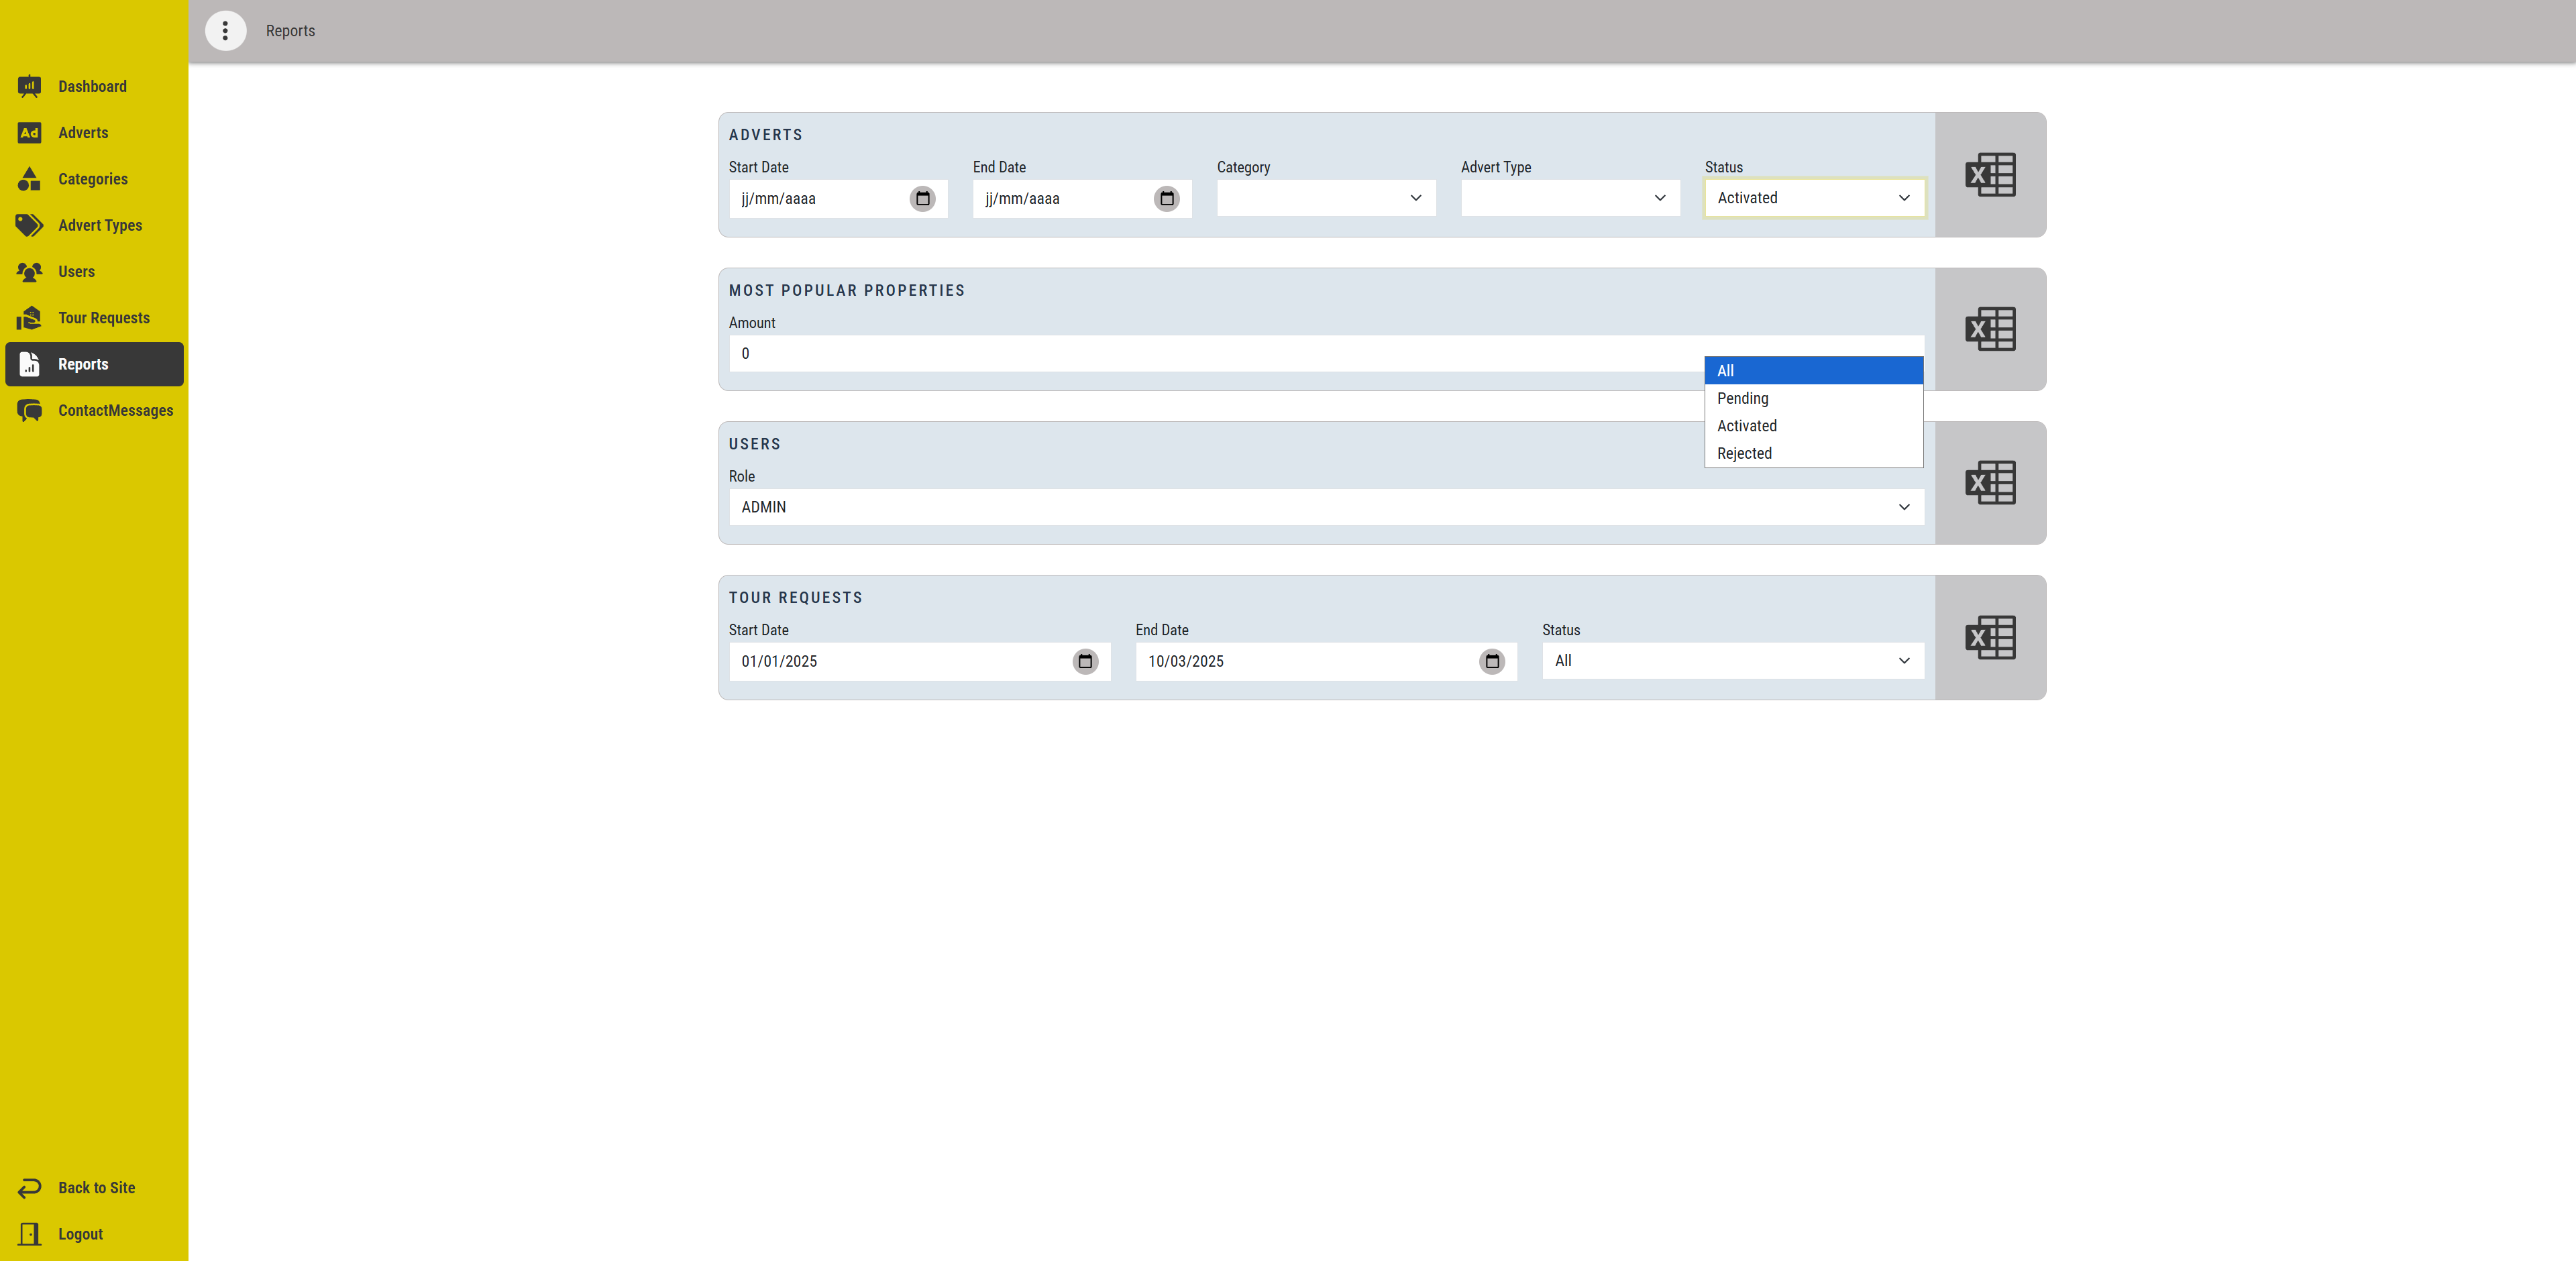 Reports
Dashboard
Ad Adverts
Categories
Advert Types
Users
Tour Requests
Reports
ContactMessages
Back to Site
Logout
ADVERTS
Start Date End Date Category Advert Type Status
jj/mm/aaaa jj/mm/aaaa Activated
X
MOST POPULAR PROPERTIES
Amount
0
X
All
Pending
Activated
Rejected
USERS
Role
ADMIN
X
TOUR REQUESTS
Start Date End Date Status
01/01/2025 10/03/2025 All
X